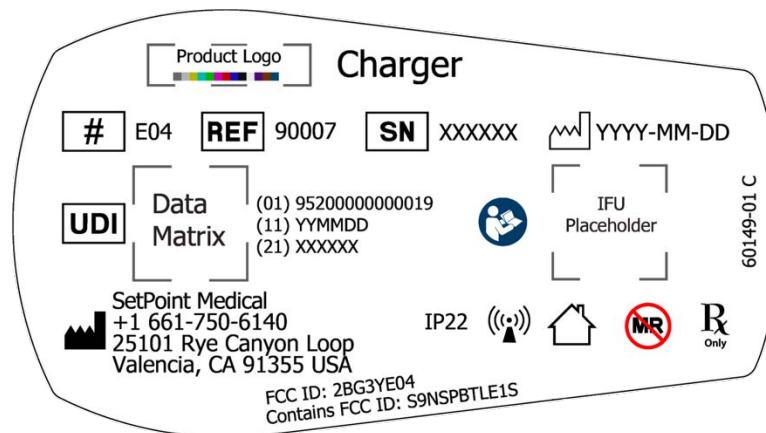 Product Logo
Charger
# E04 REF 90007 SN XXXXXX YYYY-MM-DD
UDI
Data
Matrix
(01) 95200000000019
(11) YYMMDD
(21) XXXXXX
IFU
Placeholder
60149-01 C
SetPoint Medical
+1 661-750-6140
25101 Rye Canyon Loop
Valencia, CA 91355 USA
IP22
MR
Rx
Only
FCC ID: 2BG3YE04
Contains FCC ID: S9NSPBTLE1S